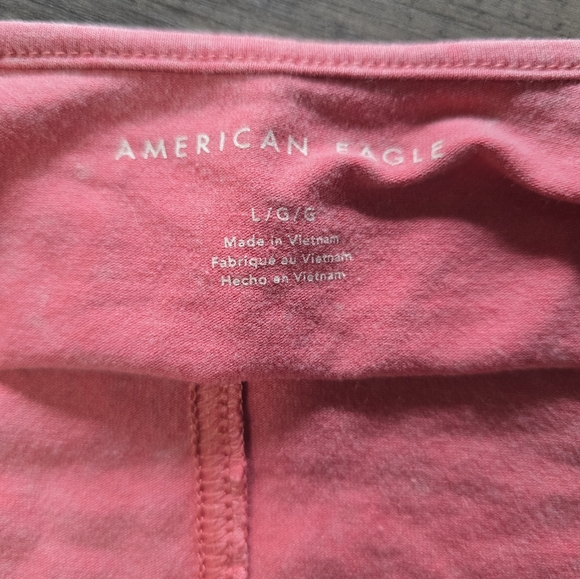 AMERICAN EAGLE
L/G/G
Made in Vietnam
Fabriqué au Vietnam
Hecho en Vietnam